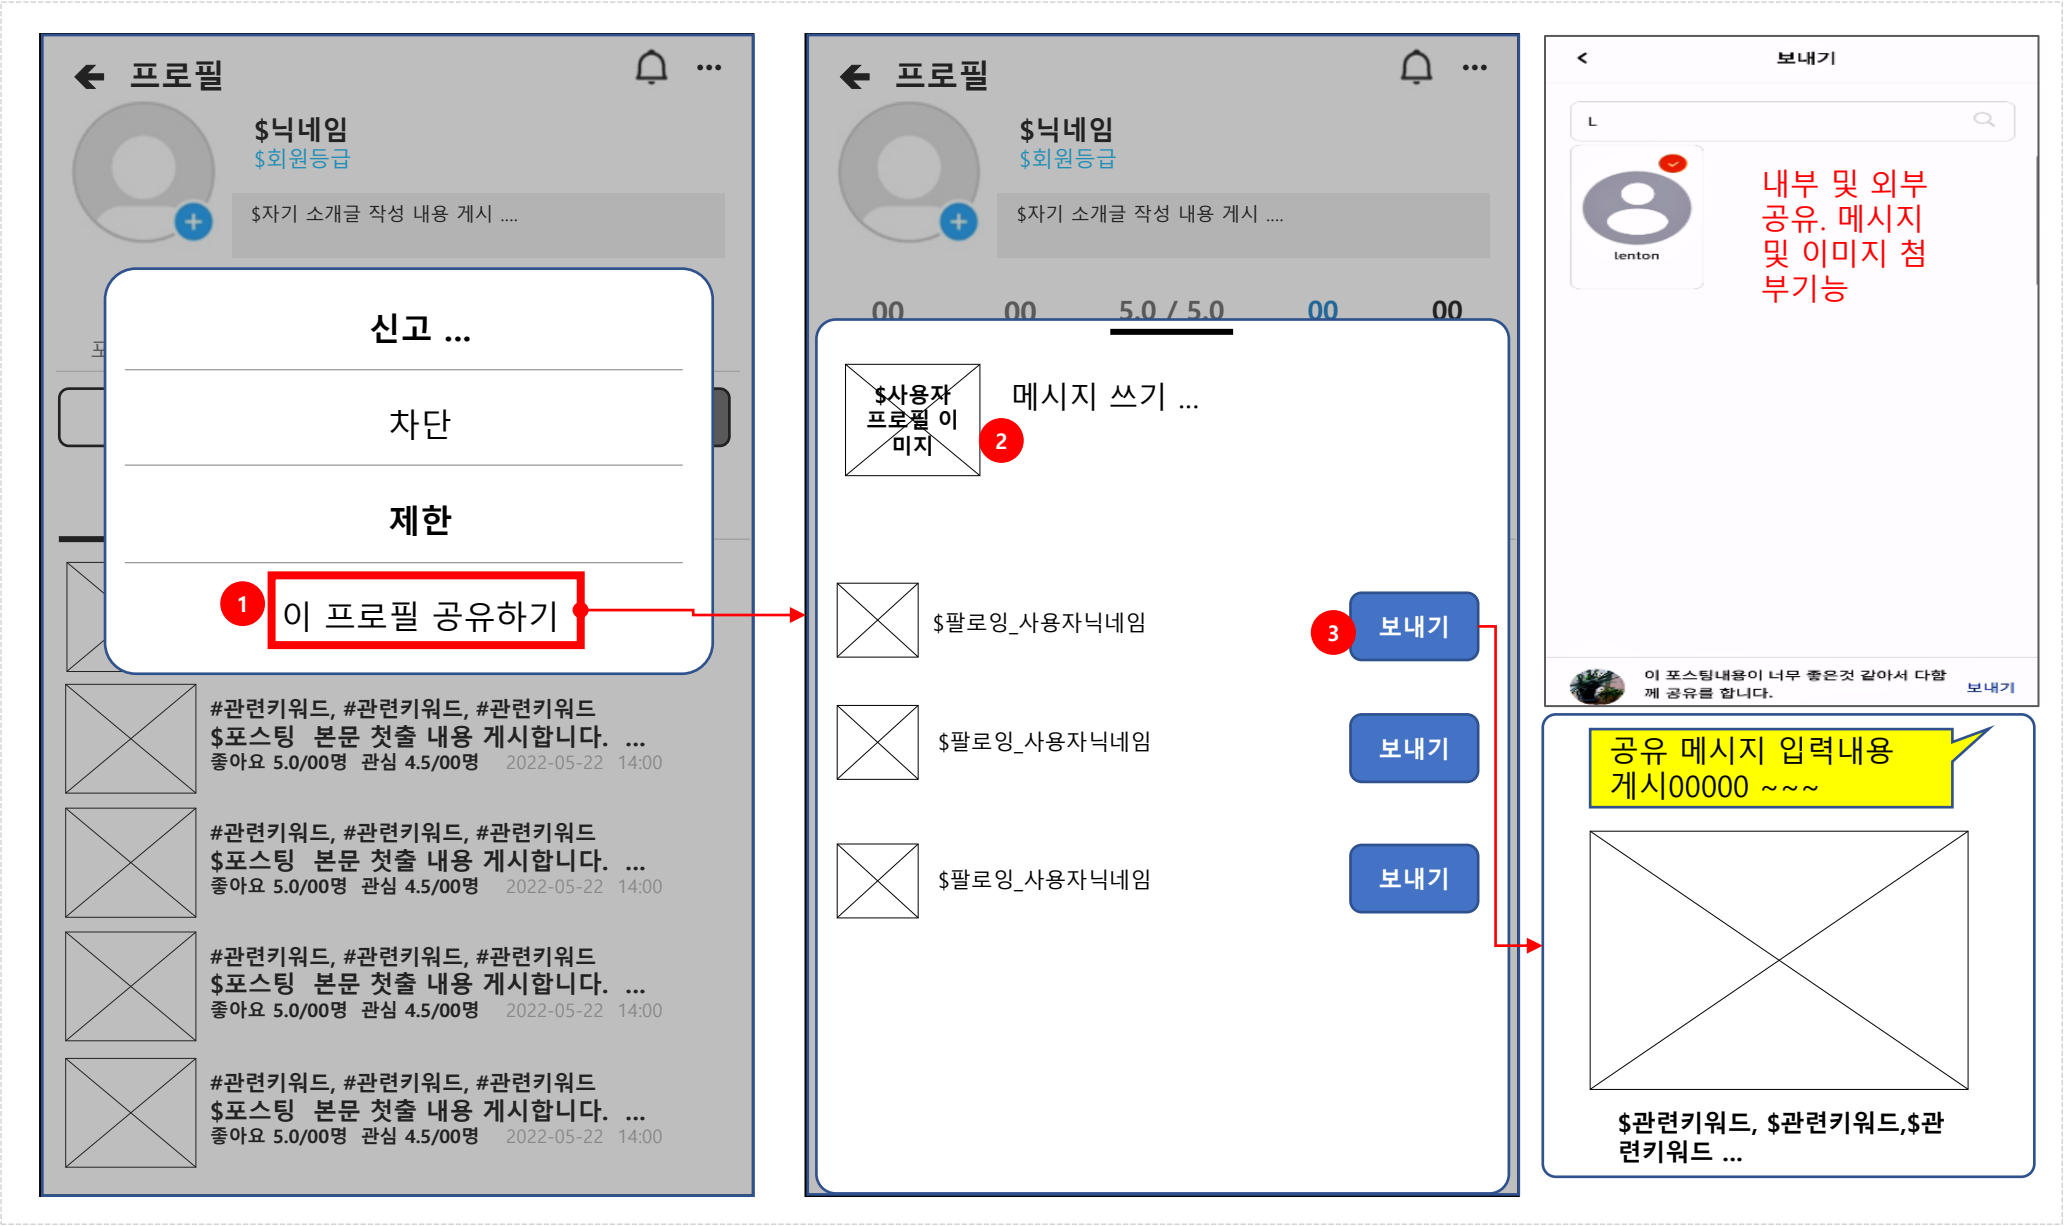 프로필
...
$닉네임
$회원등급
$자기 소개글 작성 내용 게시 ....
포
신고 ...
차단
제한
1
이 프로필 공유하기
#관련키워드, #관련키워드, #관련키워드
$포스팅 본문 첫출 내용 게시합니다. ...
좋아요 5.0/00명 관심 4.5/00명 2022-05-22 14:00
#관련키워드, #관련키워드, #관련키워드
$포스팅 본문 첫출 내용 게시합니다. ...
좋아요 5.0/00명 관심 4.5/00명 2022-05-22 14:00
#관련키워드, #관련키워드, #관련키워드
$포스팅 본문 첫출 내용 게시합니다. ...
좋아요 5.0/00명 관심 4.5/00명 2022-05-22 14:00
#관련키워드, #관련키워드, #관련키워드
$포스팅 본문 첫출 내용 게시합니다. ...
좋아요 5.0/00명 관심 4.5/00명 2022-05-22 14:00
프로필
...
$닉네임
$회원등급
$자기 소개글 작성 내용 게시 ....
00 00 5.0 / 5.0 00 00
$사용자
프로필 이
미지
메시지 쓰기 ...
2
$팔로잉_사용자닉네임
3
보내기
$팔로잉_사용자닉네임
보내기
$팔로잉_사용자닉네임
보내기
< 보내기
L
lenton
내부 및 외부
공유. 메시지
및 이미지 첨
부기능
이 포스팅내용이 너무 좋은것 같아서 다함
께 공유를 합니다.
보내기
공유 메시지 입력내용
게시00000 ~~~
$관련키워드, $관련키워드,$관
련키워드 ...